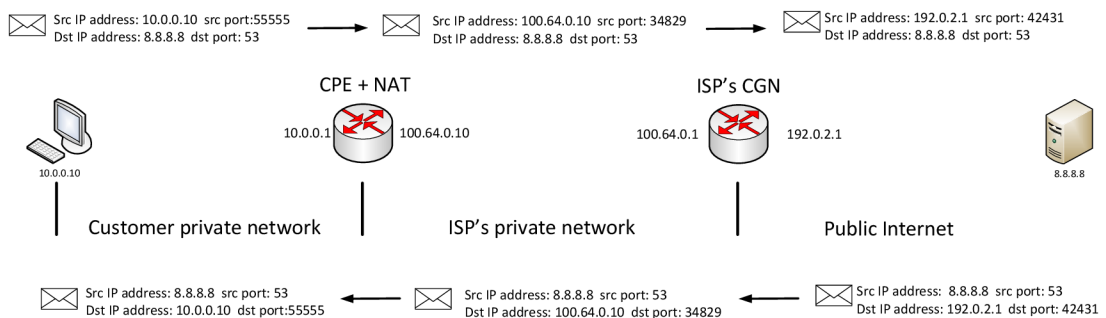 Src IP address: 10.0.0.10 src port:55555
Dst IP address: 8.8.8.8 dst port: 53
Src IP address: 100.64.0.10 src port: 34829
Dst IP address: 8.8.8.8 dst port: 53
Src IP address: 192.0.2.1 src port: 42431
Dst IP address: 8.8.8.8 dst port: 53
CPE + NAT
ISP's CGN
10.0.0.1
100.64.0.10
100.64.0.1
192.0.2.1
10.0.0.10
8.8.8.8
Customer private network
ISP's private network
Public Internet
Src IP address: 8.8.8.8 src port: 53
Dst IP address: 10.0.0.10 dst port:55555
Src IP address: 8.8.8.8 src port: 53
Dst IP address: 100.64.0.10 dst port: 34829
Src IP address: 8.8.8.8 src port: 53
Dst IP address: 192.0.2.1 dst port: 42431